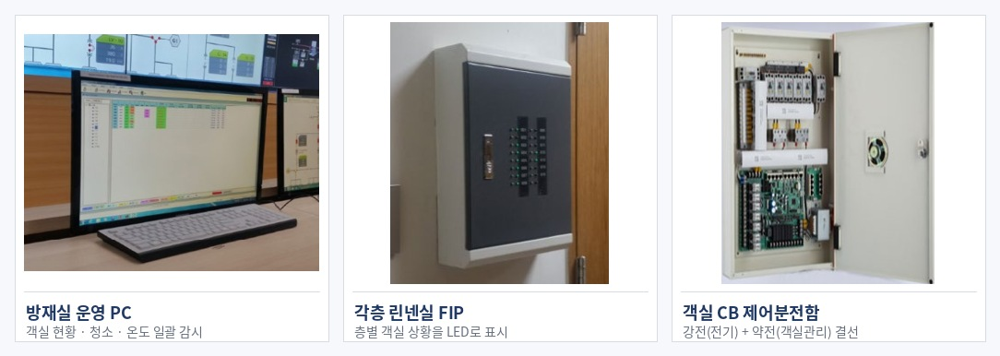 방재실 운영 PC
객실 현황 · 청소 · 온도 일괄 감시
각층 린넨실 FIP
층별 객실 상황을 LED로 표시
객실 CB 제어분전함
강전(전기) + 약전(객실관리) 결선